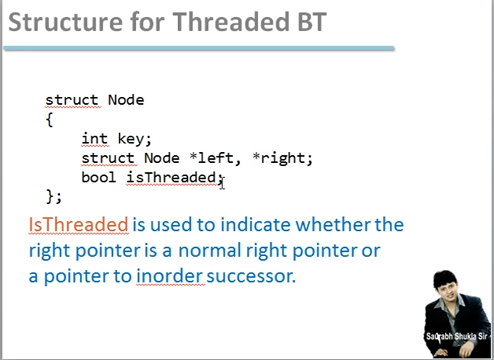 Structure for Threaded BT
struct Node
{
int key;
struct Node *left, *right;
bool isThreaded;
};
IsThreaded is used to indicate whether the
right pointer is a normal right pointer or
a pointer to inorder successor.
Saurabh Shukla Sir